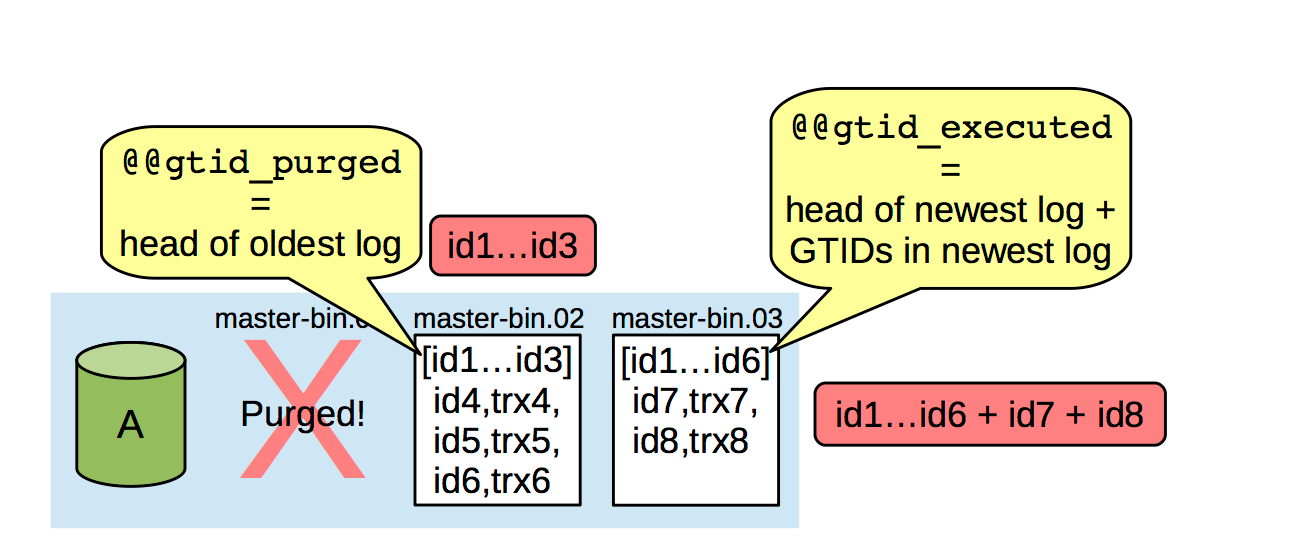 @@gtid_purged
=
head of oldest log
@@gtid_executed
=
head of newest log +
GTIDs in newest log
id1…id3
master-bin.
master-bin.02
master-bin.03
A
Purged!
[id1…id3]
id4,trx4,
id5,trx5,
id6,trx6
[id1…id6]
id7,trx7,
id8,trx8
id1…id6 + id7 + id8